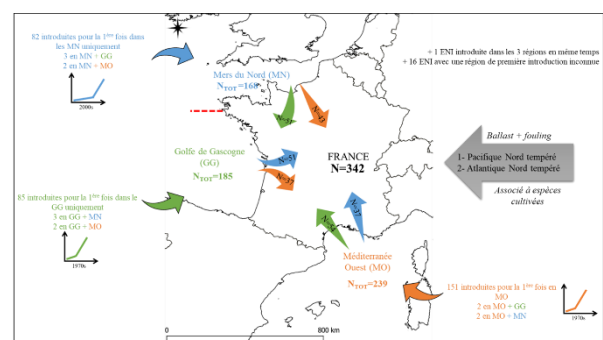 82 introduites pour la 1ère fois dans
les MN uniquement
3 en MN + GG
2 en MN + MO
2000s
+ 1 ENI introduite dans les 3 régions en même temps
+ 16 ENI avec une région de première introduction inconnue
Mers du Nord (MN)
NTOT=168
N=43
Golfe de Gascogne
(GG)
NTOT=185
N=51
FRANCE
N=342
Ballast + fouling
1- Pacifique Nord tempéré
2- Atlantique Nord tempéré
Associé à espèces
cultivées
85 introduites pour la 1ère fois dans le
GG uniquement
3 en GG + MN
2 en GG + MO
1970s
N=37
Méditerranée
Ouest (MO)
NTOT=239
151 introduites pour la 1ère fois en
MO
2 en MO + GG
2 en MO + MN
1970s
0
800 km